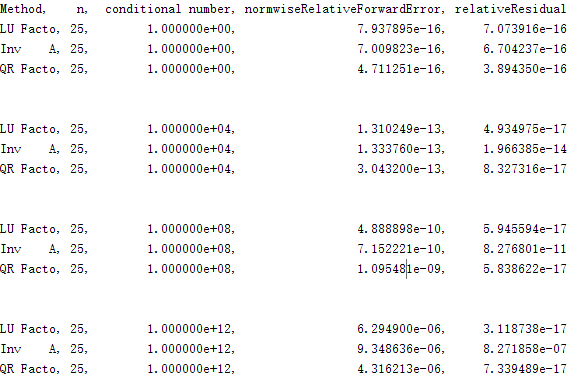 Method, n, conditional number, normwiseRelativeForwardError, relativeResidual
LU Facto, 25, 1.000000e+00, 7.937895e-16, 7.073916e-16
Inv A, 25, 1.000000e+00, 7.009823e-16, 6.704237e-16
QR Facto, 25, 1.000000e+00, 4.711251e-16, 3.894350e-16
LU Facto, 25, 1.000000e+04, 1.310249e-13, 4.934975e-17
Inv A, 25, 1.000000e+04, 1.333760e-13, 1.966385e-14
QR Facto, 25, 1.000000e+04, 3.043200e-13, 8.327316e-17
LU Facto, 25, 1.000000e+08, 4.888898e-10, 5.945594e-17
Inv A, 25, 1.000000e+08, 7.152221e-10, 8.276801e-11
QR Facto, 25, 1.000000e+08, 1.095481e-09, 5.838622e-17
LU Facto, 25, 1.000000e+12, 6.294900e-06, 3.118738e-17
Inv A, 25, 1.000000e+12, 9.348636e-06, 8.271858e-07
QR Facto, 25, 1.000000e+12, 4.316213e-06, 7.339489e-17